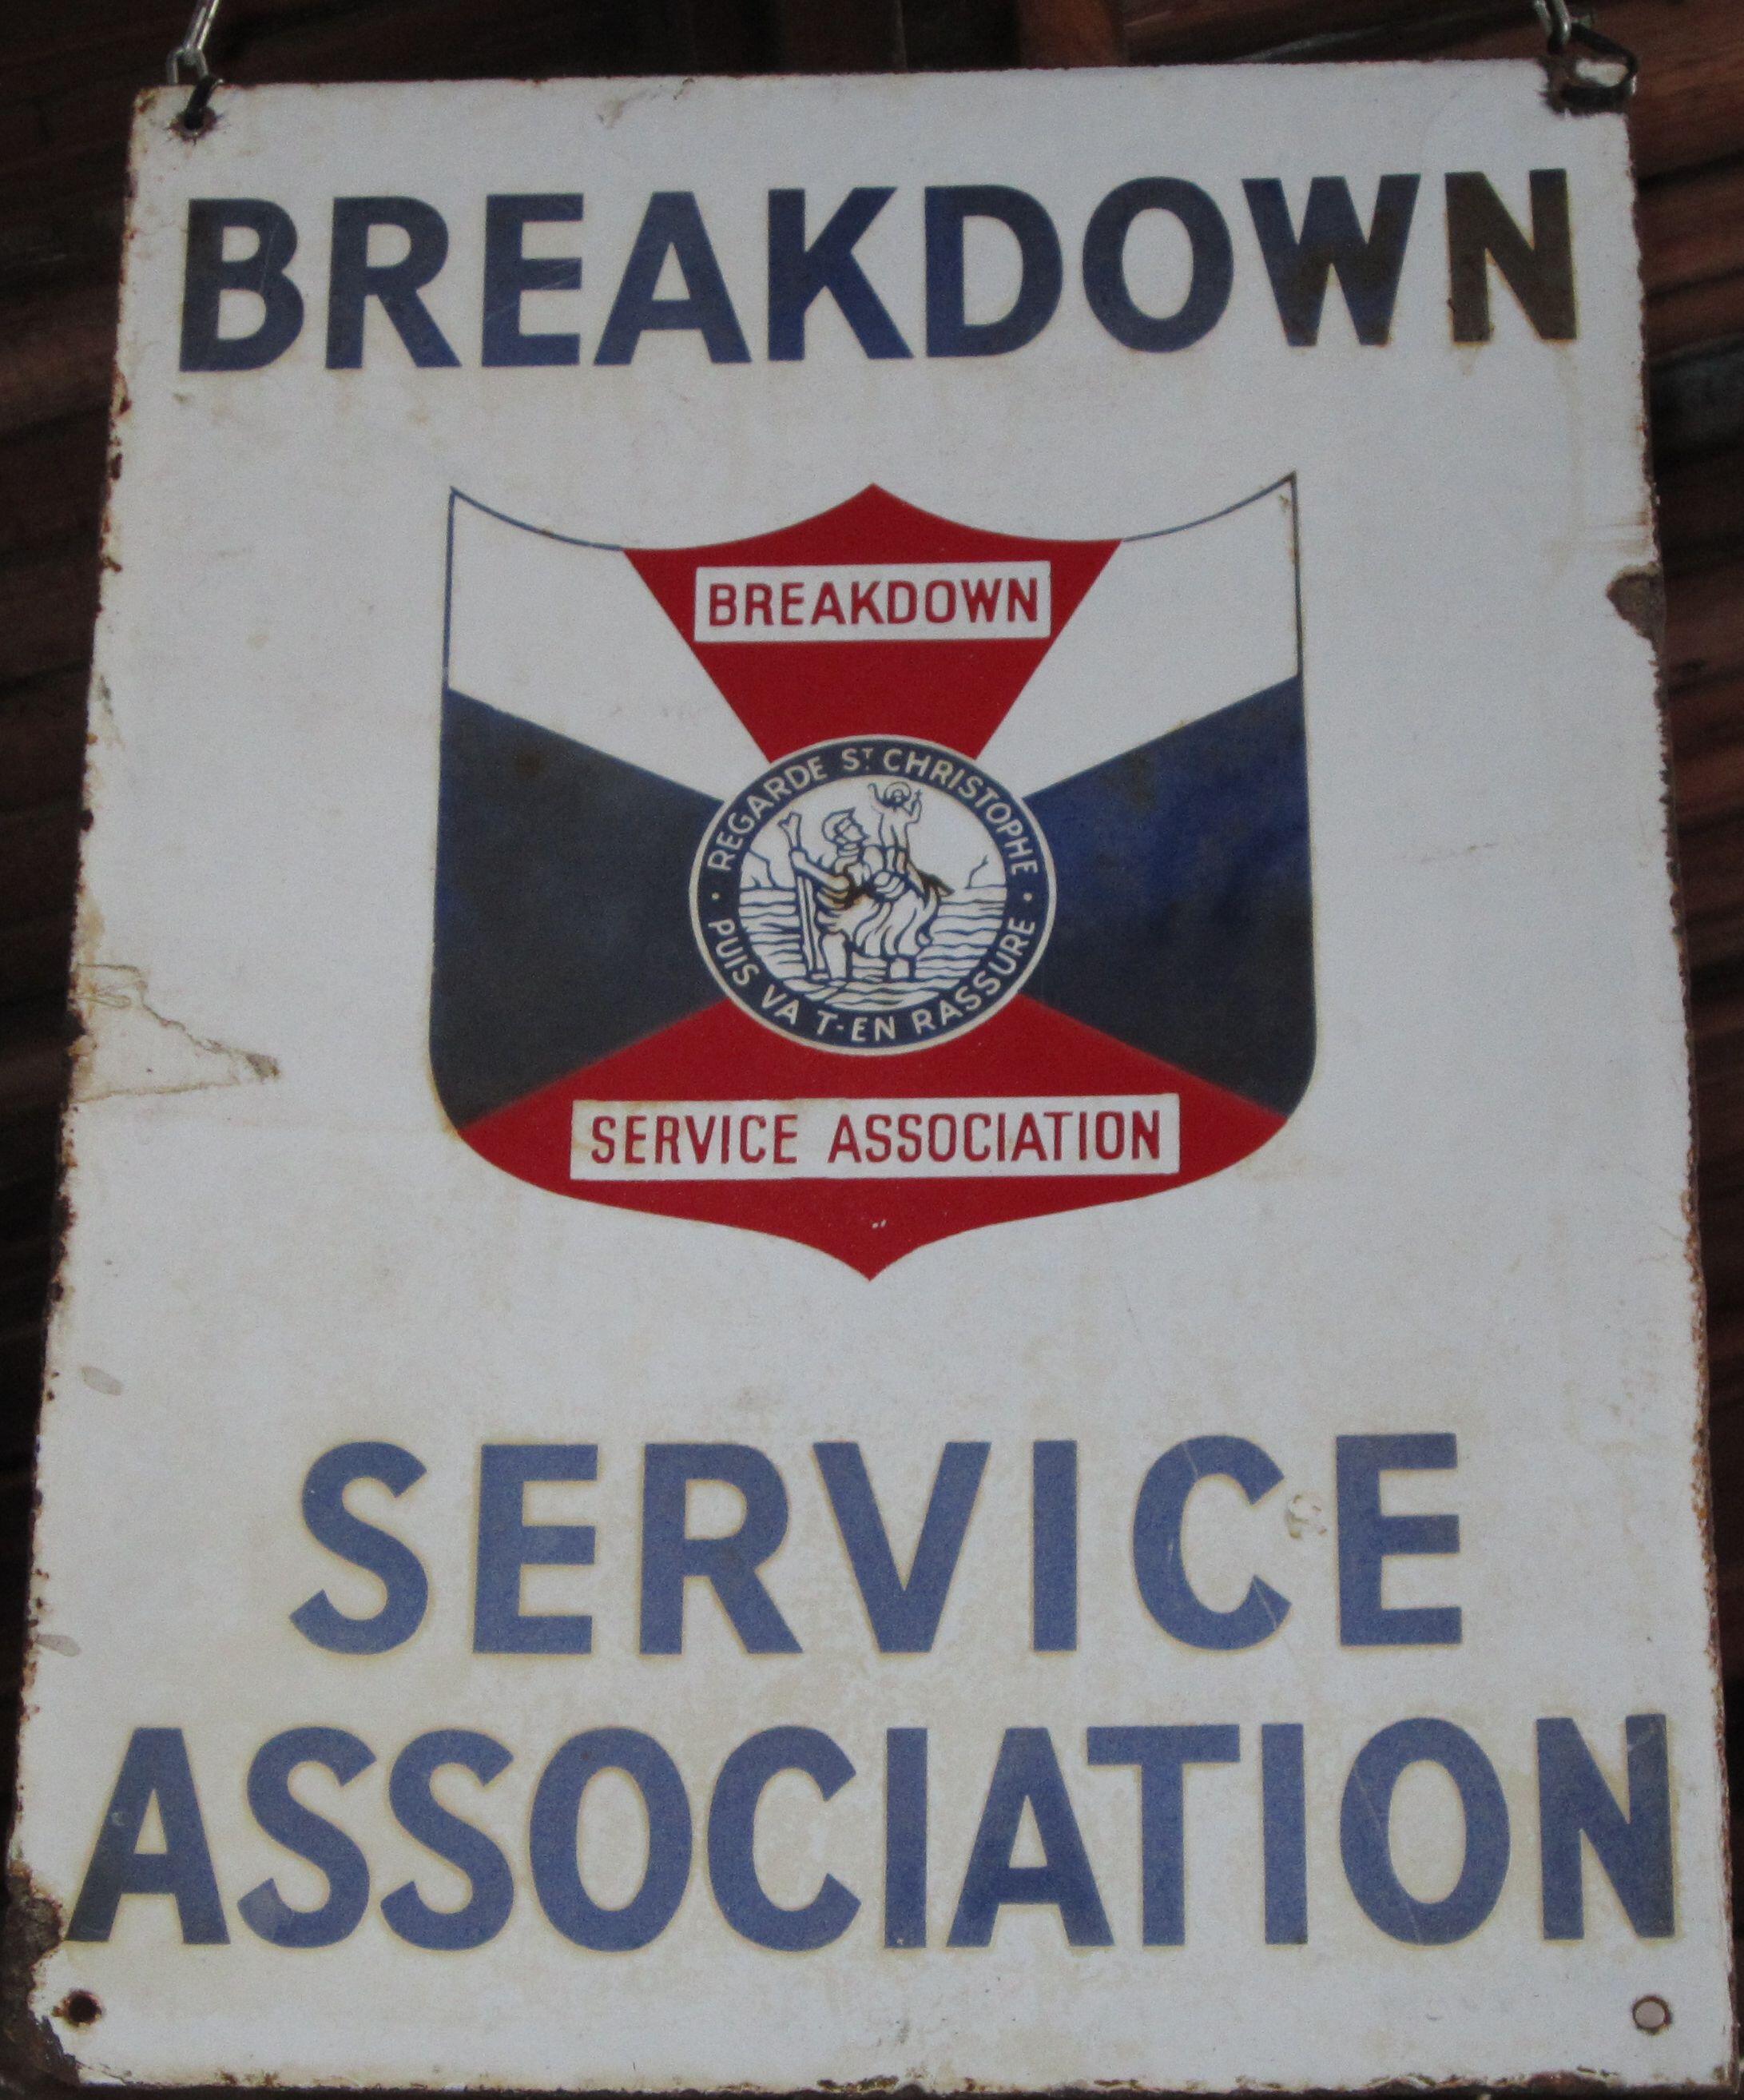 BREAKDOWN
BREAKDOWN
REGARDE ST CHRISTOPHE
PUIS VA T-EN RASSURE
SERVICE ASSOCIATION
SERVICE
ASSOCIATION